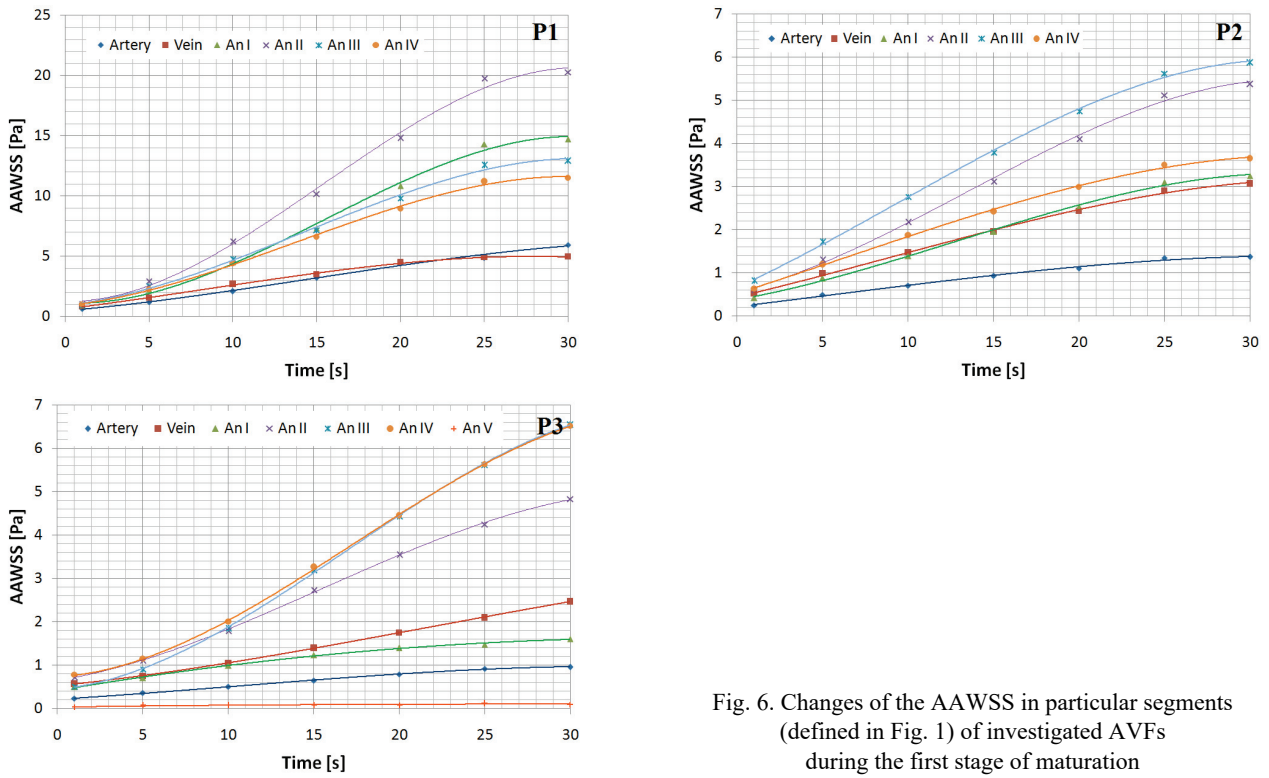 P1
Artery Vein An I An II An III An IV
25
20
15
10
5
0
AAWSS [Pa]
0 5 10 15 20 25 30
Time [s]
P2
Artery Vein An I An II An III An IV
7
6
5
4
3
2
1
0
AAWSS [Pa]
0 5 10 15 20 25 30
Time [s]
P3
Artery Vein An I An II An III An IV An V
7
6
5
4
3
2
1
0
AAWSS [Pa]
0 5 10 15 20 25 30
Time [s]
Fig. 6. Changes of the AAWSS in particular segments
(defined in Fig. 1) of investigated AVFs
during the first stage of maturation